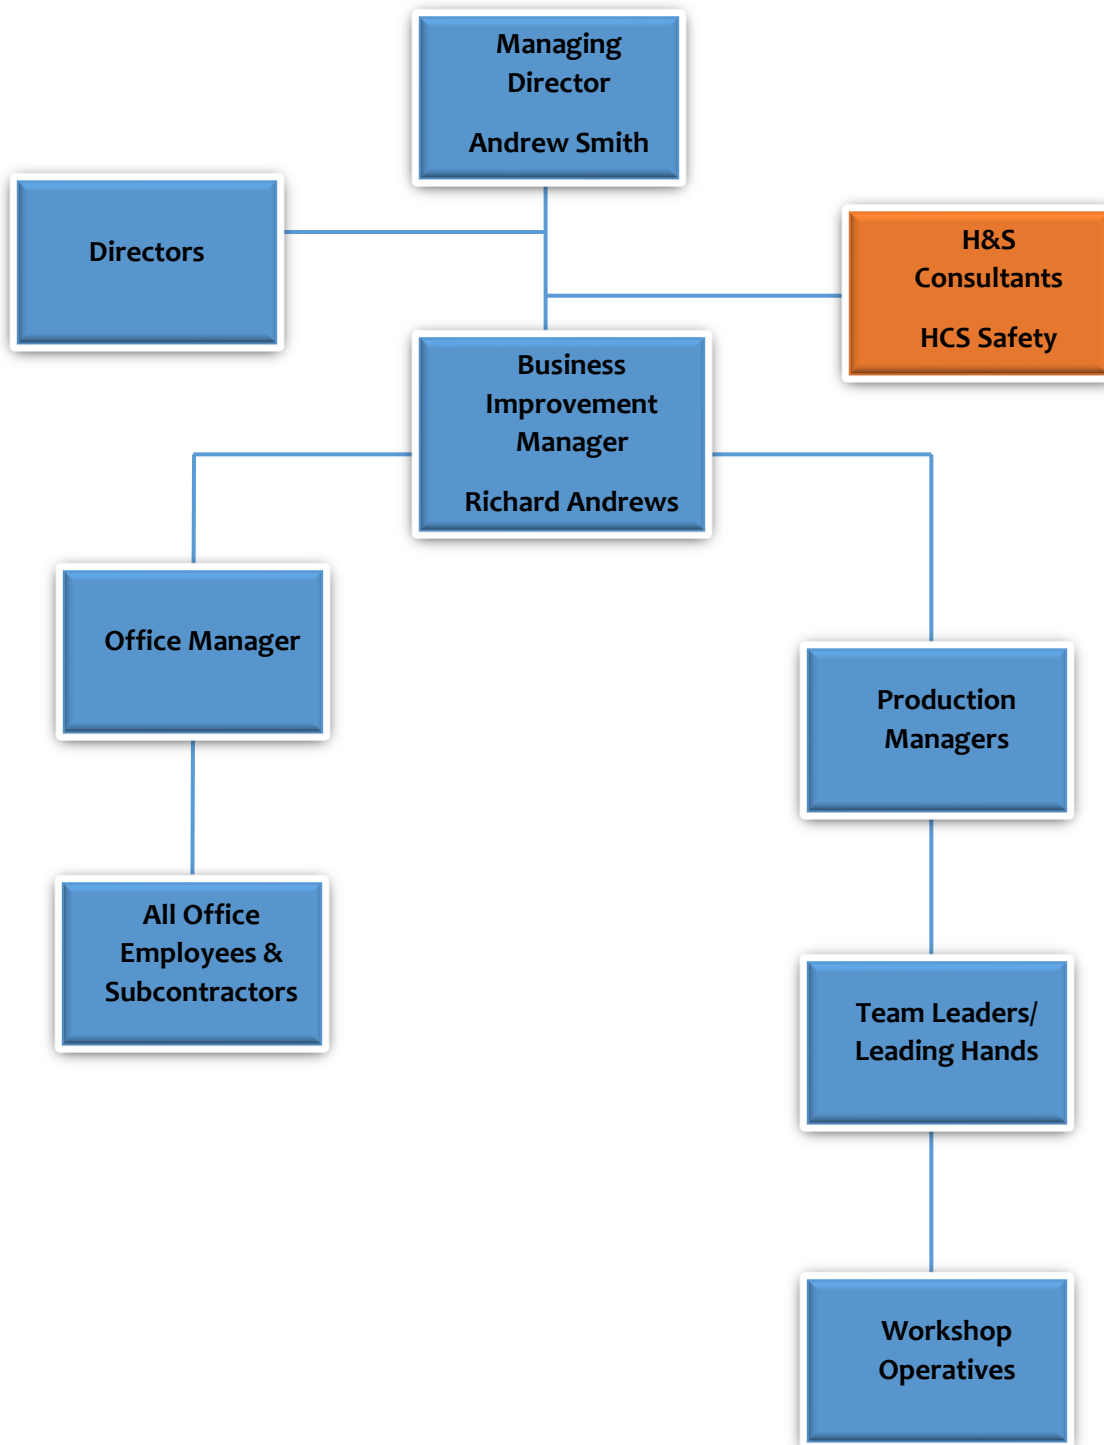 Managing
Director
Andrew Smith
Directors
H&S
Consultants
HCS Safety
Business
Improvement
Manager
Richard Andrews
Office Manager
Production
Managers
All Office
Employees &
Subcontractors
Team Leaders/
Leading Hands
Workshop
Operatives